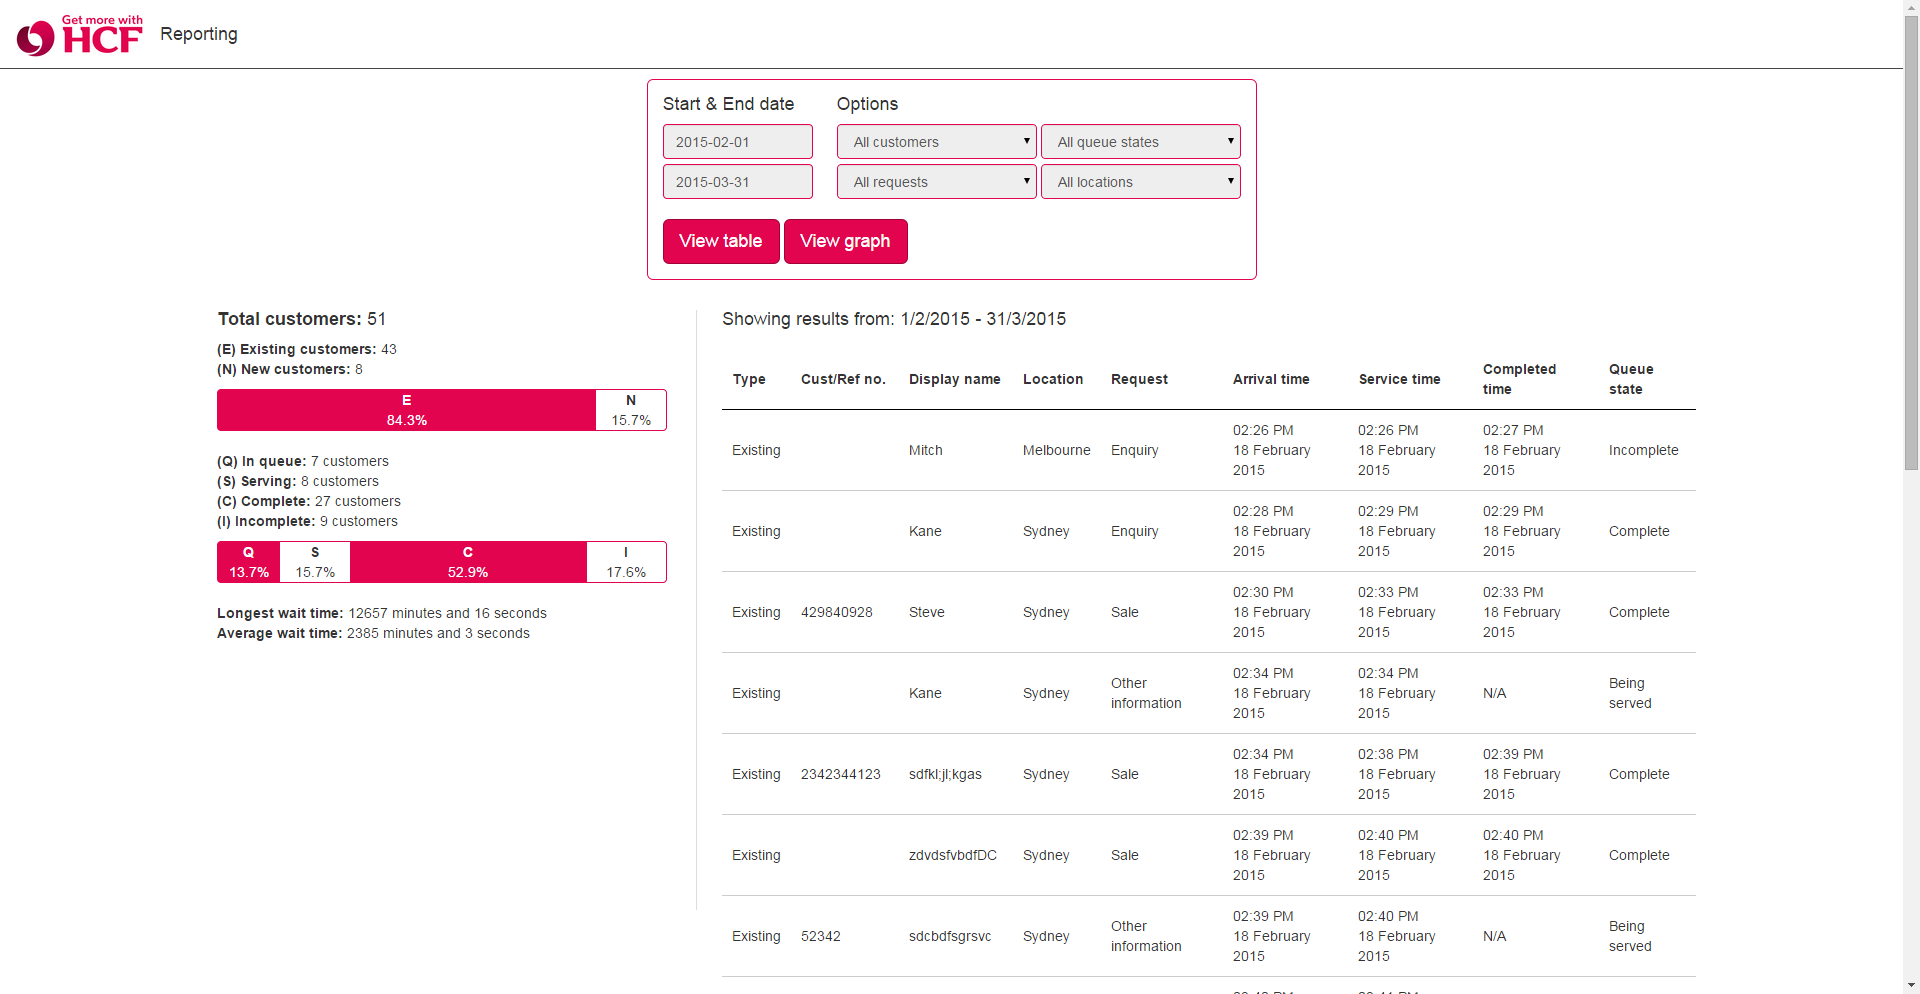 Get more with
HCF
Reporting
Start & End date
Options
2015-02-01
All customers
All queue states
2015-03-31
All requests
All locations
View table
View graph
Total customers: 51
(E) Existing customers: 43
(N) New customers: 8
E
84.3%
N
15.7%
(Q) In queue: 7 customers
(S) Serving: 8 customers
(C) Complete: 27 customers
(I) Incomplete: 9 customers
Q
13.7%
S
15.7%
C
52.9%
I
17.6%
Longest wait time: 12657 minutes and 16 seconds
Average wait time: 2385 minutes and 3 seconds
Showing results from: 1/2/2015 - 31/3/2015
Type
Cust/Ref no.
Display name
Location
Request
Arrival time
Service time
Completed
time
Queue
state
Existing
Mitch
Melbourne
Enquiry
02:26 PM
18 February
2015
02:26 PM
18 February
2015
02:27 PM
18 February
2015
Incomplete
Existing
Kane
Sydney
Enquiry
02:28 PM
18 February
2015
02:29 PM
18 February
2015
02:29 PM
18 February
2015
Complete
Existing
429840928
Steve
Sydney
Sale
02:30 PM
18 February
2015
02:33 PM
18 February
2015
02:33 PM
18 February
2015
Complete
Existing
Kane
Sydney
Other
information
02:34 PM
18 February
2015
02:34 PM
18 February
2015
N/A
Being
served
Existing
2342344123
sdfkl;jl;kgas
Sydney
Sale
02:34 PM
18 February
2015
02:38 PM
18 February
2015
02:39 PM
18 February
2015
Complete
Existing
zdvdsfvbdfDC
Sydney
Sale
02:39 PM
18 February
2015
02:40 PM
18 February
2015
02:40 PM
18 February
2015
Complete
Existing
52342
sdcbdfsgrsvc
Sydney
Other
information
02:39 PM
18 February
2015
02:40 PM
18 February
2015
N/A
Being
served